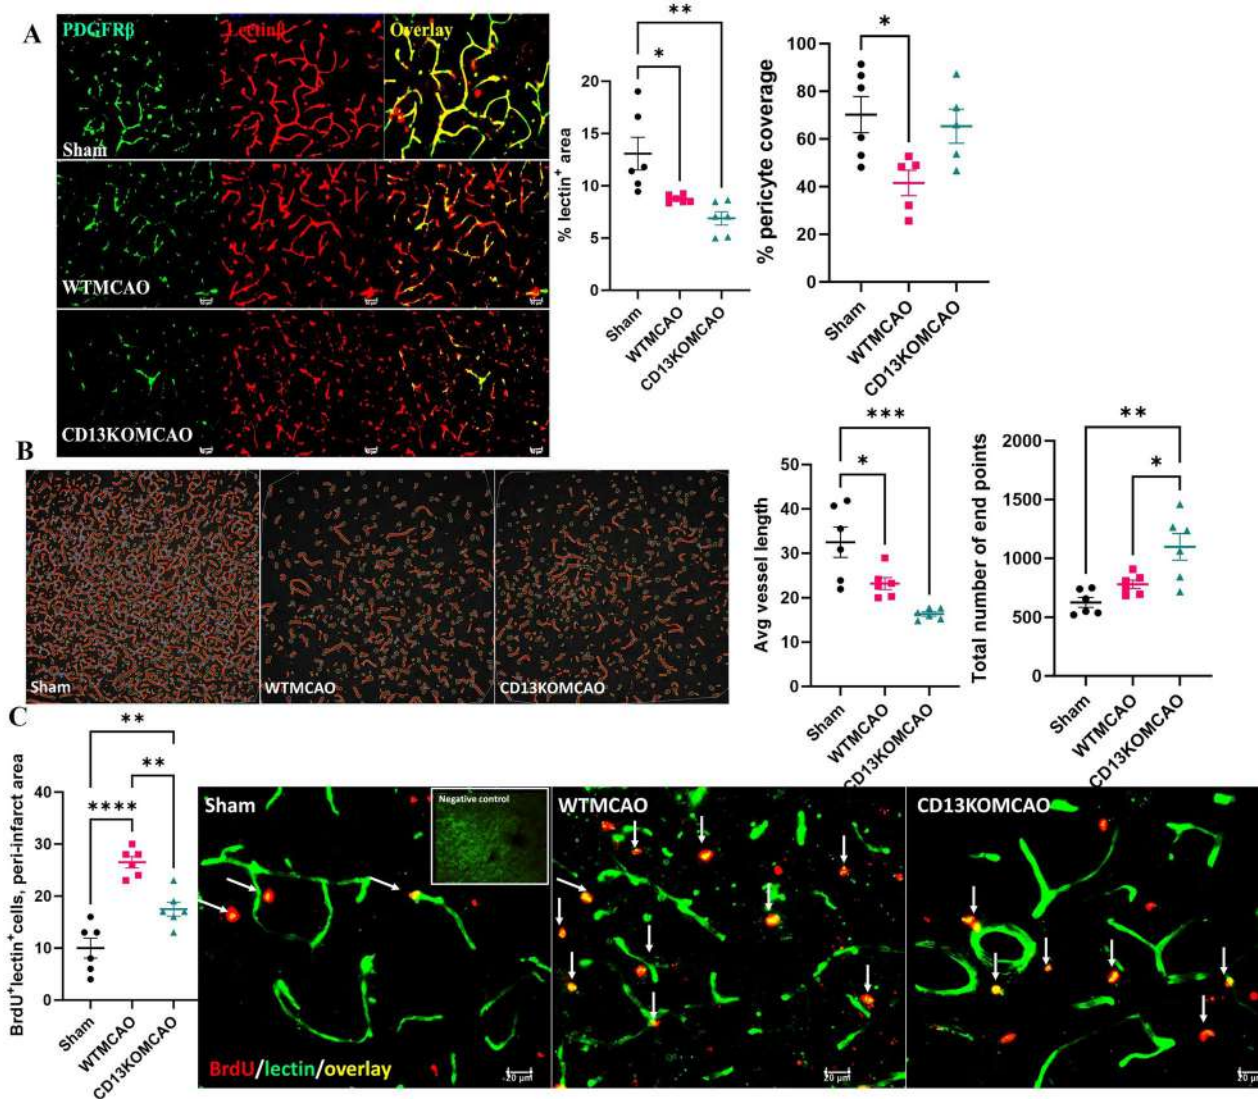 A
PDGFRβ
Lectinβ
Overlay
Sham
WTMCAO
CD13KOMCAO
% lectin⁺ area
20
15
10
5
0
*
**
Sham
WTMCAO
CD13KOMCAO
% pericyte coverage
100
80
60
40
20
0
*
Sham
WTMCAO
CD13KOMCAO
B
Sham
WTMCAO
CD13KOMCAO
Avg vessel length
50
40
30
20
10
0
***
*
Sham
WTMCAO
CD13KOMCAO
Total number of end points
2000
1500
1000
500
0
**
*
Sham
WTMCAO
CD13KOMCAO
C
BrdU⁺lectin⁺cells, peri-infarct area
40
30
20
10
0
**
**
****
Sham
WTMCAO
CD13KOMCAO
Sham
Negative control
WTMCAO
CD13KOMCAO
BrdU/lectin/overlay
20 µm
20 µm
20 µm